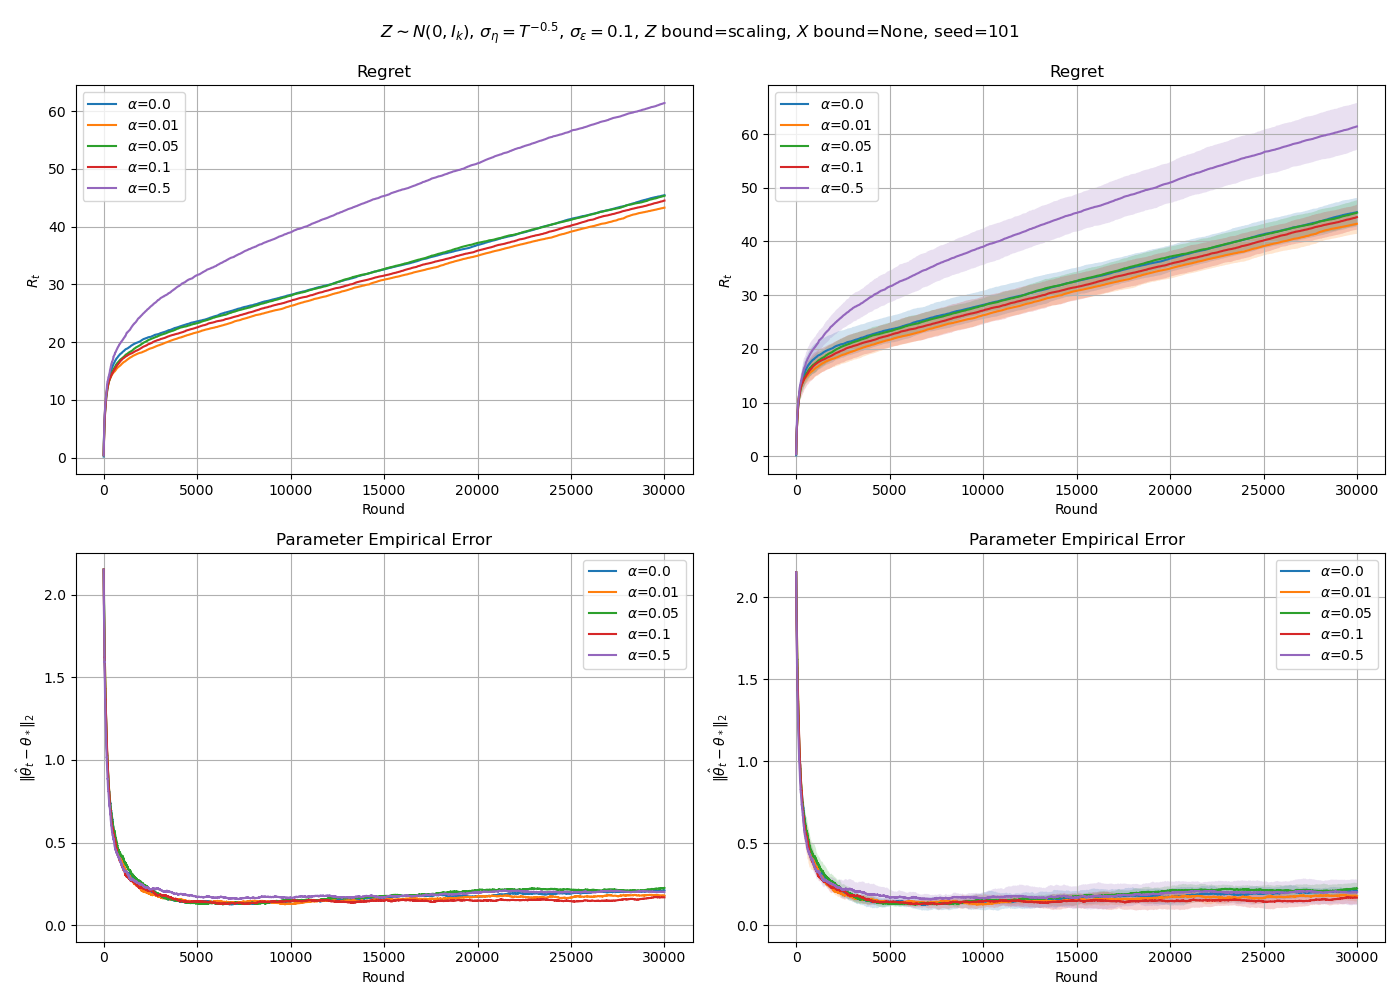 Z ∼ N(0, I_k), σ_η = T^{−0.5}, σ_ε = 0.1, Z bound=scaling, X bound=None, seed=101
Regret
R_t
60
50
40
30
20
10
0
α=0.0
α=0.01
α=0.05
α=0.1
α=0.5
0 5000 10000 15000 20000 25000 30000
Round
Regret
R_t
60
50
40
30
20
10
0
α=0.0
α=0.01
α=0.05
α=0.1
α=0.5
0 5000 10000 15000 20000 25000 30000
Round
Parameter Empirical Error
‖θ̂_t − θ_*‖_2
2.0
1.5
1.0
0.5
0.0
α=0.0
α=0.01
α=0.05
α=0.1
α=0.5
0 5000 10000 15000 20000 25000 30000
Round
Parameter Empirical Error
‖θ̂_t − θ_*‖_2
2.0
1.5
1.0
0.5
0.0
α=0.0
α=0.01
α=0.05
α=0.1
α=0.5
0 5000 10000 15000 20000 25000 30000
Round